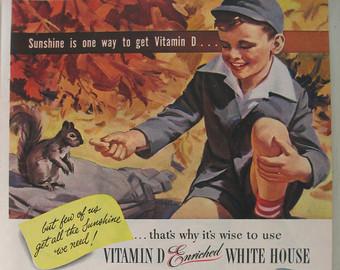 Sunshine is one way to get Vitamin D...
but few of us
get all the Sunshine
we need!
...that's why it's wise to use
VITAMIN D Enriched WHITE HOUSE